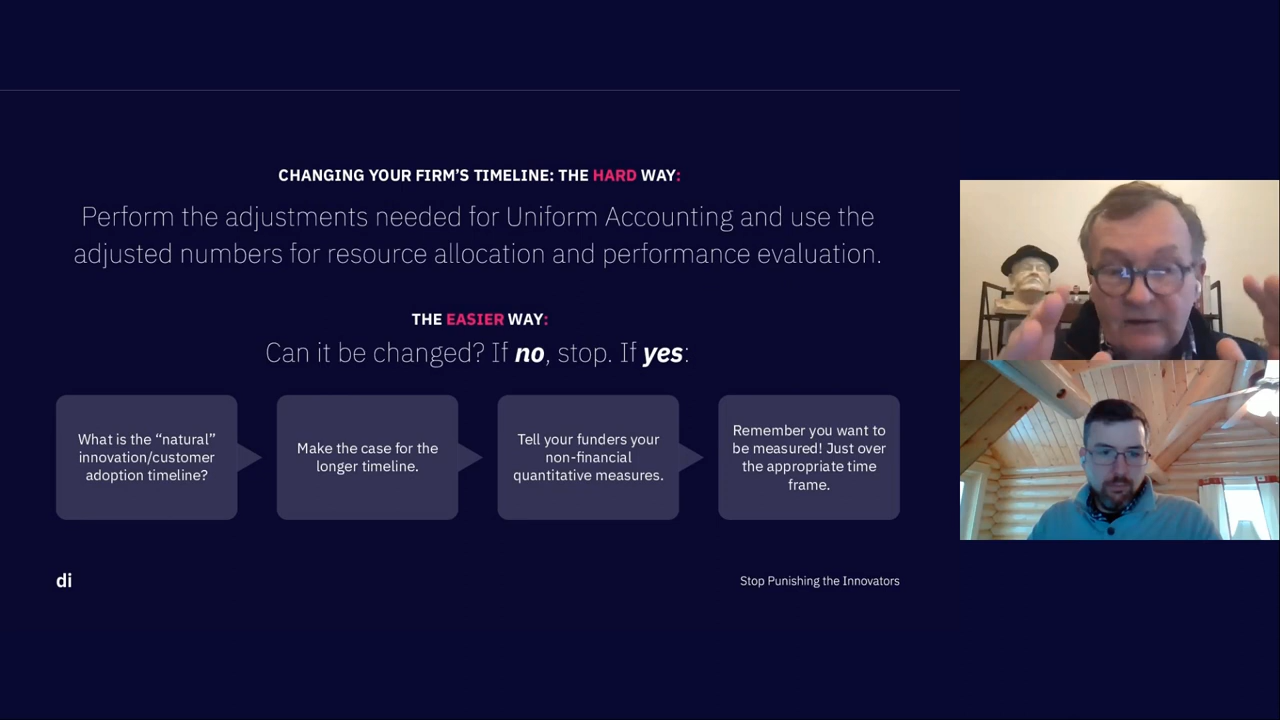 CHANGING YOUR FIRM’S TIMELINE: THE HARD WAY:
Perform the adjustments needed for Uniform Accounting and use the
adjusted numbers for resource allocation and performance evaluation.
THE EASIER WAY:
Can it be changed? If no, stop. If yes:
What is the “natural”
innovation/customer
adoption timeline?
Make the case for the
longer timeline.
Tell your funders your
non-financial
quantitative measures.
Remember you want to
be measured! Just over
the appropriate time
frame.
di
Stop Punishing the Innovators